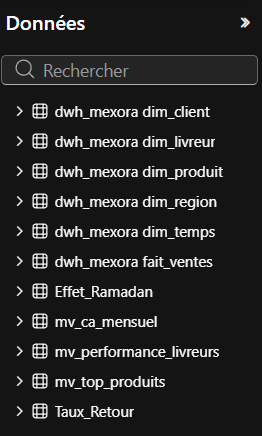 Données
Rechercher
dwh_mexora dim_client
dwh_mexora dim_livreur
dwh_mexora dim_produit
dwh_mexora dim_region
dwh_mexora dim_temps
dwh_mexora fait_ventes
Effet_Ramadan
mv_ca_mensuel
mv_performance_livreurs
mv_top_produits
Taux_Retour